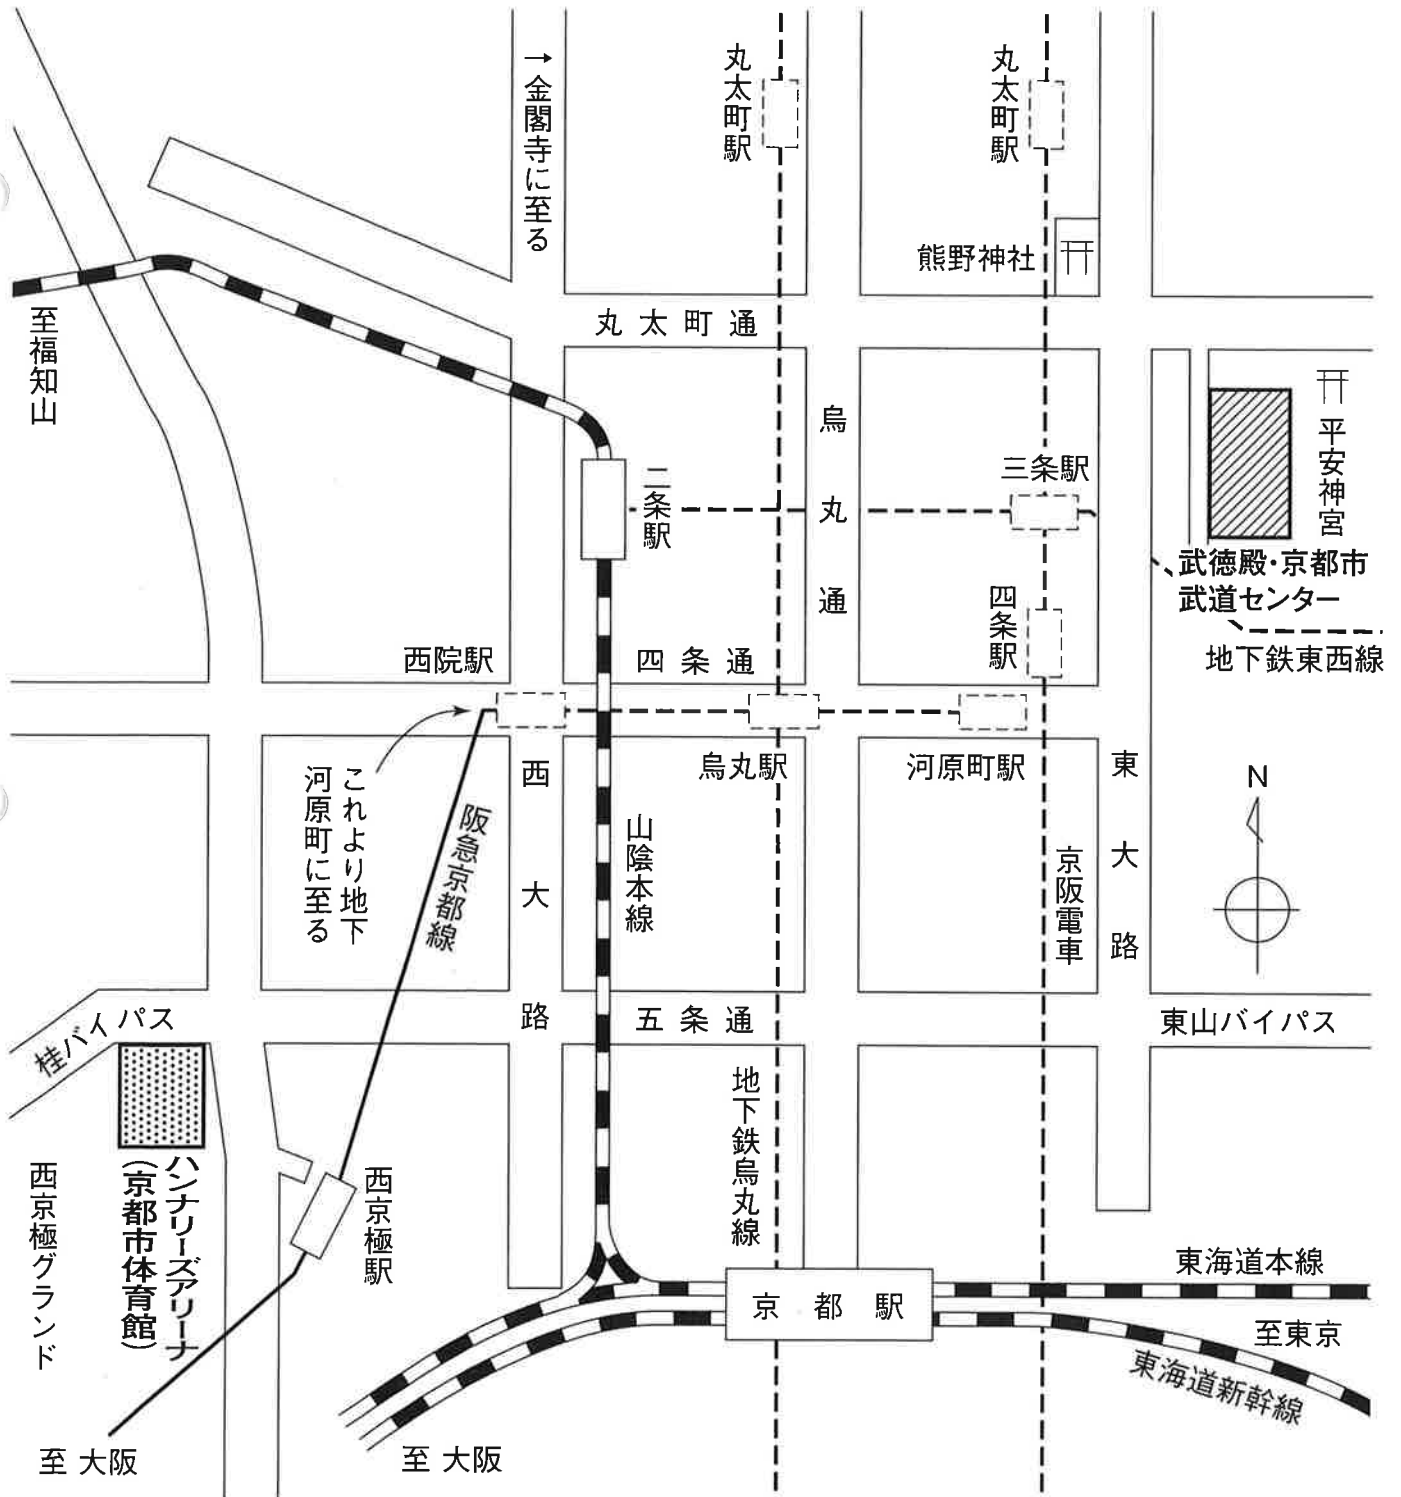 →金閣寺に至る
丸太町駅
丸太町駅
熊野神社
至福知山
丸太町通
烏丸通
平安神宮
三条駅
二条駅
武徳殿・京都市
武道センター
四条駅
地下鉄東西線
西院駅
四条通
烏丸駅
河原町駅
東大路
N
西大路
これより地下
河原町に至る
阪急京都線
山陰本線
京阪電車
桂バイパス
五条通
東山バイパス
地下鉄烏丸線
ハンナリーズアリーナ
(京都市体育館)
西京極グランド
西京極駅
東海道本線
京都駅
至東京
東海道新幹線
至 大阪
至 大阪